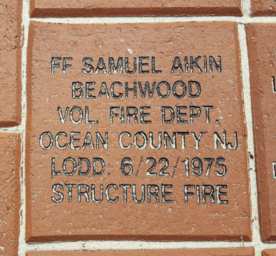 FF SAMUEL AIKIN
BEACHWOOD
VOL. FIRE DEPT.
OCEAN COUNTY NJ
LODD: 6/22/1975
STRUCTURE FIRE